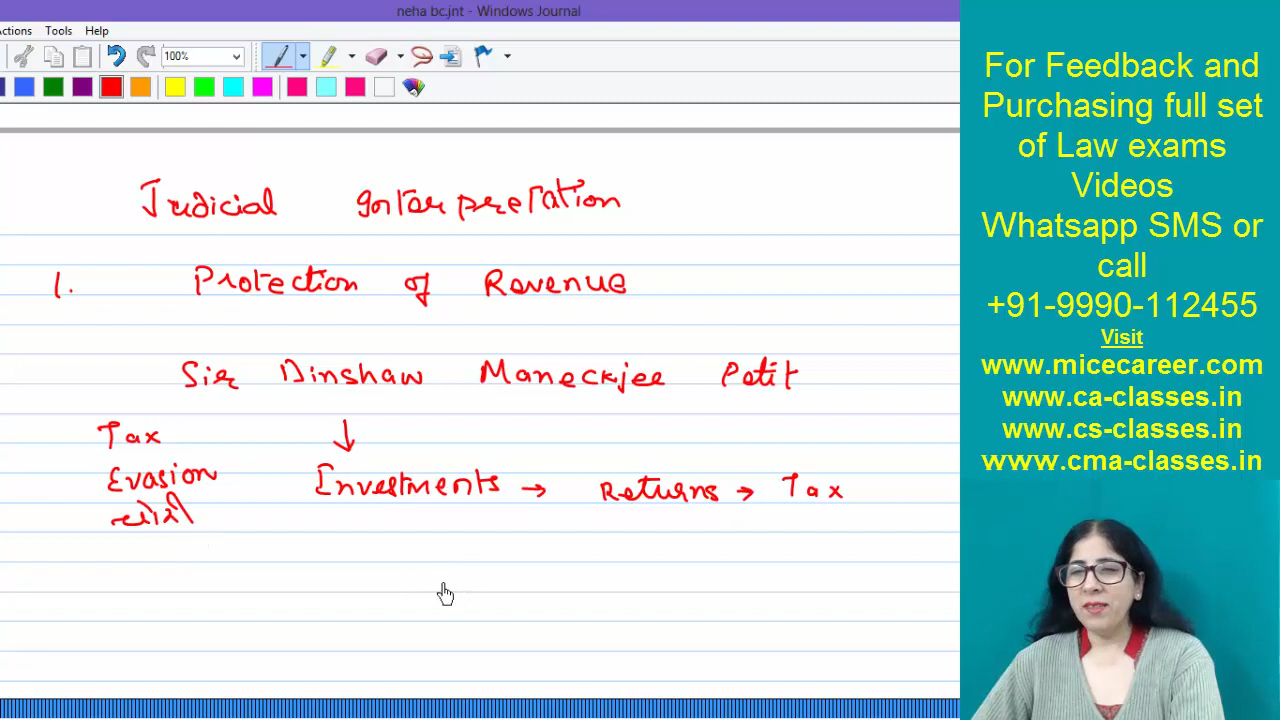 neha bc.jnt - Windows Journal
Actions Tools Help
100%
Judicial Interpretation
1. Protection of Revenue
Sir Dinshaw Maneckjee Petit
Tax
Evasion
चोरी
Investments → Returns → Tax
For Feedback and
Purchasing full set
of Law exams
Videos
Whatsapp SMS or
call
+91-9990-112455
Visit
www.micecareer.com
www.ca-classes.in
www.cs-classes.in
www.cma-classes.in